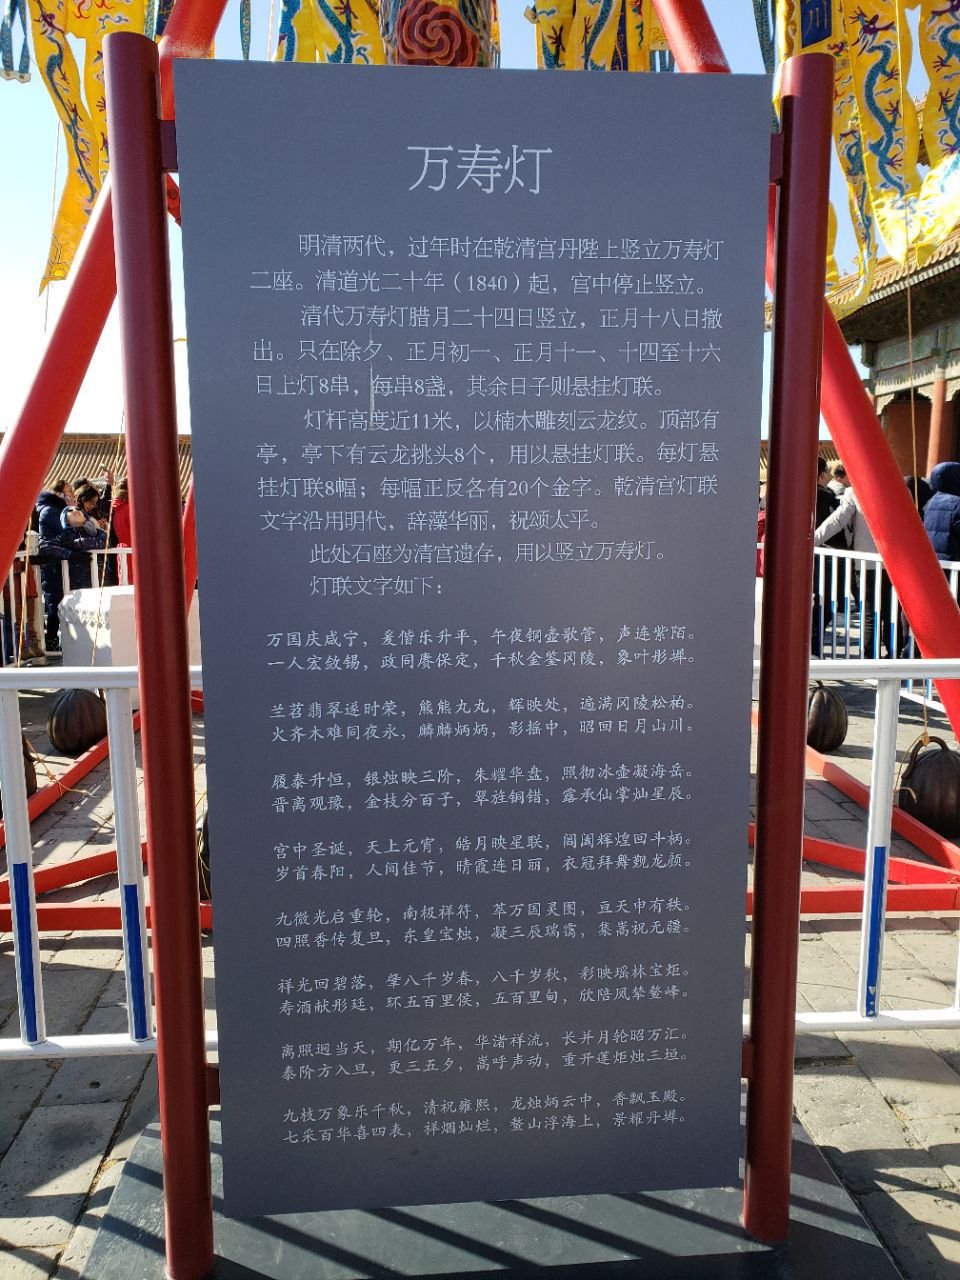 川
万寿灯
明清两代，过年时在乾清宫丹陛上竖立万寿灯
二座。清道光二十年（1840）起，宫中停止竖立。
清代万寿灯腊月二十四日竖立，正月十八日撤
出。只在除夕、正月初一、正月十一、十四至十六
日上灯8串，每串8盏，其余日子则悬挂灯联。
灯杆高度近11米，以楠木雕刻云龙纹。顶部有
亭，亭下有云龙挑头8个，用以悬挂灯联。每灯悬
挂灯联8幅；每幅正反各有20个金字。乾清宫灯联
文字沿用明代，辞藻华丽，祝颂太平。
此处石座为清宫遗存，用以竖立万寿灯。
灯联文字如下：
万国庆咸宁，爰偕乐升平，午夜铜壶歌管，声连紫陌。
一人宏敛锡，政同赓保定，千秋金鉴冈陵，象叶彤墀。
兰苕翡翠遂时荣，熊熊九丸，辉映处，遍满冈陵松柏。
火齐木难同夜永，麟麟炳炳，影摇中，昭回日月山川。
履泰升恒，银烛映三阶，朱耀华盘，照彻冰壶凝海岳。
晋离观豫，金枝分百子，翠旌铜错，露承仙掌灿星辰。
宫中圣诞，天上元宵，皓月映星联，阊阖辉煌回斗柄。
岁首春阳，人间佳节，晴霞连日丽，衣冠拜舞觐龙颜。
九微光启重轮，南极祥符，萃万国灵图，亘天申有秩。
四照香传复旦，东皇宝烛，凝三辰瑞霭，集嵩祝无疆。
祥光回碧落，肇八千岁春，八千岁秋，彩映瑶林宝炬。
寿酒献彤廷，环五百里侯，五百里甸，欣陪凤辇鳌峰。
离照迥当天，期亿万年，华渚祥流，长并月轮昭万汇。
泰阶方入旦，更三五夕，嵩呼声动，重开莲炬烛三垣。
九枝万象乐千秋，清祝雍熙，龙烛炳云中，香飘玉殿。
七采百华喜四表，祥烟灿烂，鳌山浮海上，景耀丹墀。